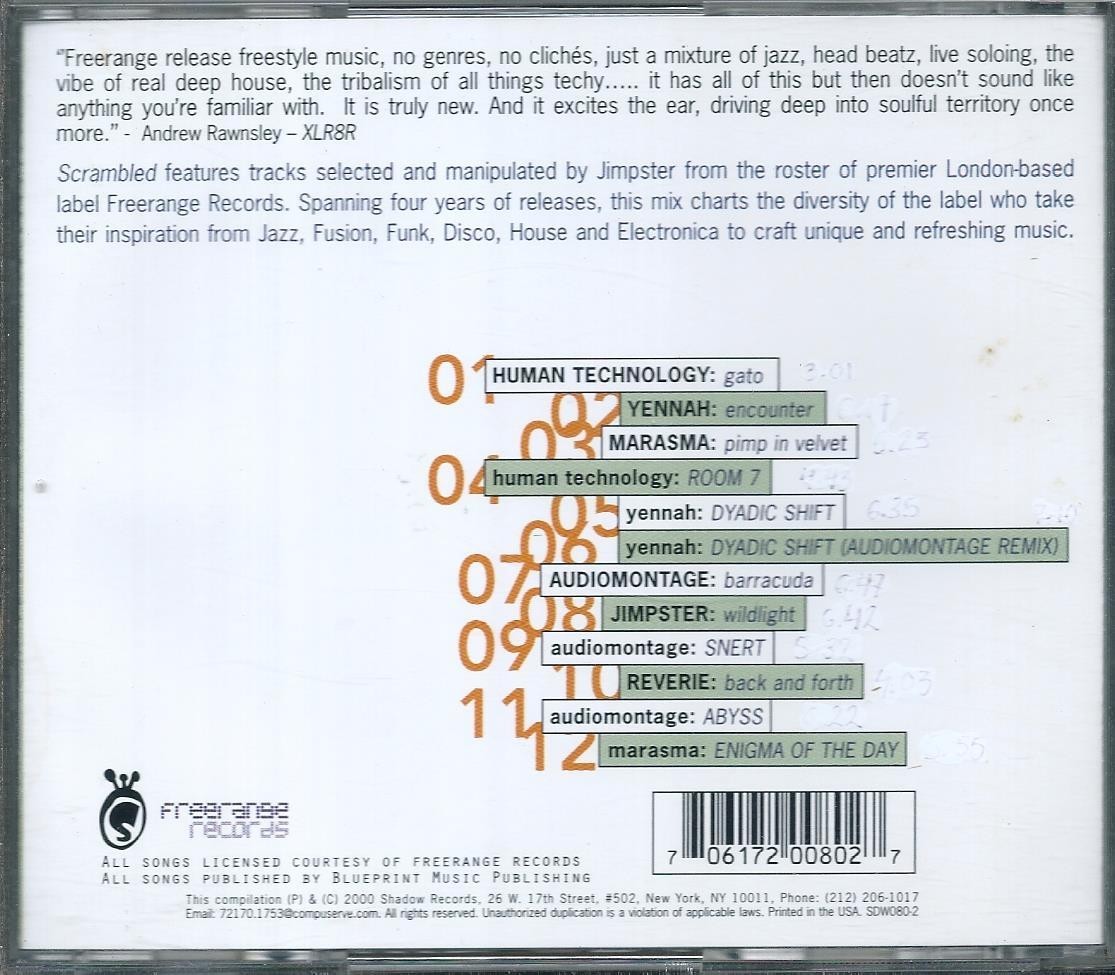 “Freerange release freestyle music, no genres, no clichés, just a mixture of jazz, head beatz, live soloing, the
vibe of real deep house, the tribalism of all things techy..... it has all of this but then doesn’t sound like
anything you’re familiar with. It is truly new. And it excites the ear, driving deep into soulful territory once
more.” - Andrew Rawnsley – XLR8R
Scrambled features tracks selected and manipulated by Jimpster from the roster of premier London-based
label Freerange Records. Spanning four years of releases, this mix charts the diversity of the label who take
their inspiration from Jazz, Fusion, Funk, Disco, House and Electronica to craft unique and refreshing music.
01 HUMAN TECHNOLOGY: gato 3.01
02 YENNAH: encounter
03 MARASMA: pimp in velvet
04 human technology: ROOM 7
05 yennah: DYADIC SHIFT 6.35
06 yennah: DYADIC SHIFT (AUDIOMONTAGE REMIX)
07 AUDIOMONTAGE: barracuda 6.47
08 JIMPSTER: wildlight 6.42
09 audiomontage: SNERT
10 REVERIE: back and forth 4.03
11 audiomontage: ABYSS
12 marasma: ENIGMA OF THE DAY
freerange
records
ALL SONGS LICENSED COURTESY OF FREERANGE RECORDS
ALL SONGS PUBLISHED BY BLUEPRINT MUSIC PUBLISHING
7 06172 00802 7
This compilation (P) & (C) 2000 Shadow Records, 26 W. 17th Street, #502, New York, NY 10011, Phone: (212) 206-1017
Email: 72170.1753@compuserve.com. All rights reserved. Unauthorized duplication is a violation of applicable laws. Printed in the USA. SDW080-2